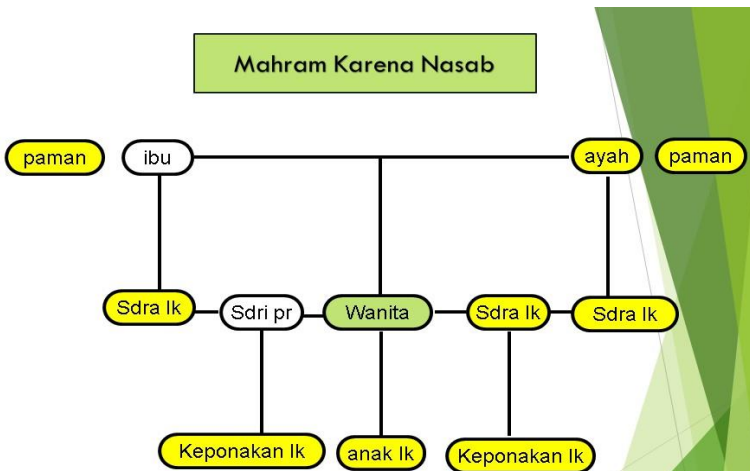 Mahram Karena Nasab
paman ibu ayah paman
Sdra lk Sdri pr Wanita Sdra lk Sdra lk
Keponakan lk anak lk Keponakan lk